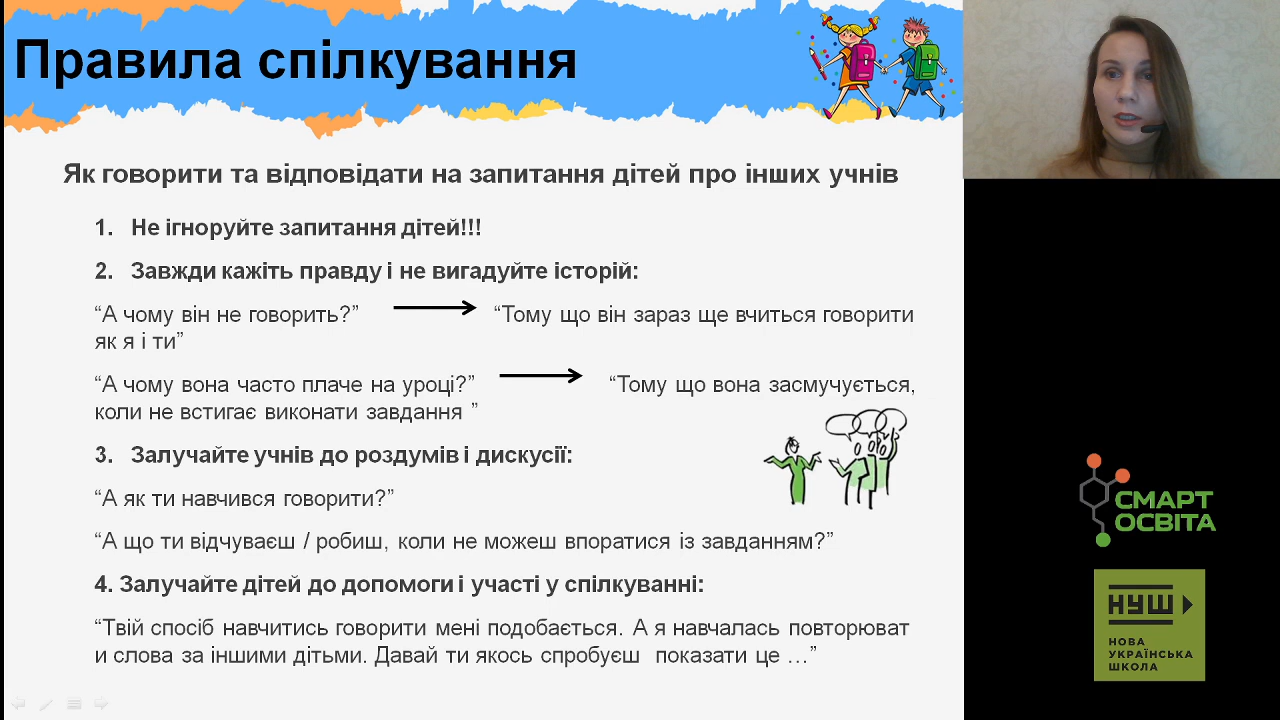 Правила спілкування
Як говорити та відповідати на запитання дітей про інших учнів
1. Не ігноруйте запитання дітей!!!
2. Завжди кажіть правду і не вигадуйте історій:
“А чому він не говорить?” “Тому що він зараз ще вчиться говорити
як я і ти”
“А чому вона часто плаче на уроці?” “Тому що вона засмучується,
коли не встигає виконати завдання ”
3. Залучайте учнів до роздумів і дискусії:
“А як ти навчився говорити?”
“А що ти відчуваєш / робиш, коли не можеш впоратися із завданням?”
4. Залучайте дітей до допомоги і участі у спілкуванні:
“Твій спосіб навчитись говорити мені подобається. А я навчалась повторюват
и слова за іншими дітьми. Давай ти якось спробуєш показати це …”
СМАРТ
ОСВІТА
НУШ
НОВА
УКРАЇНСЬКА
ШКОЛА